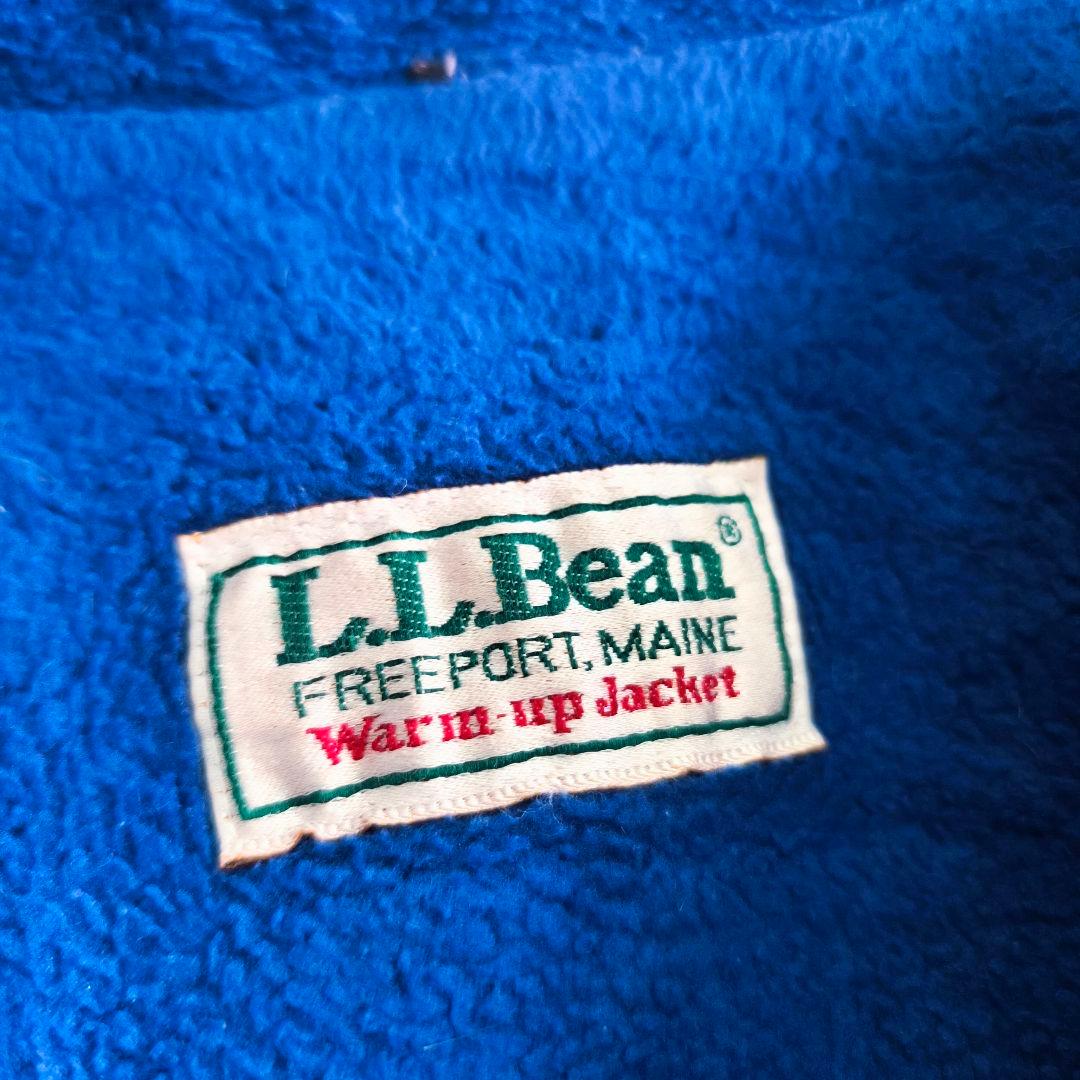 L.L.Bean®
FREEPORT, MAINE
Warm-up Jacket